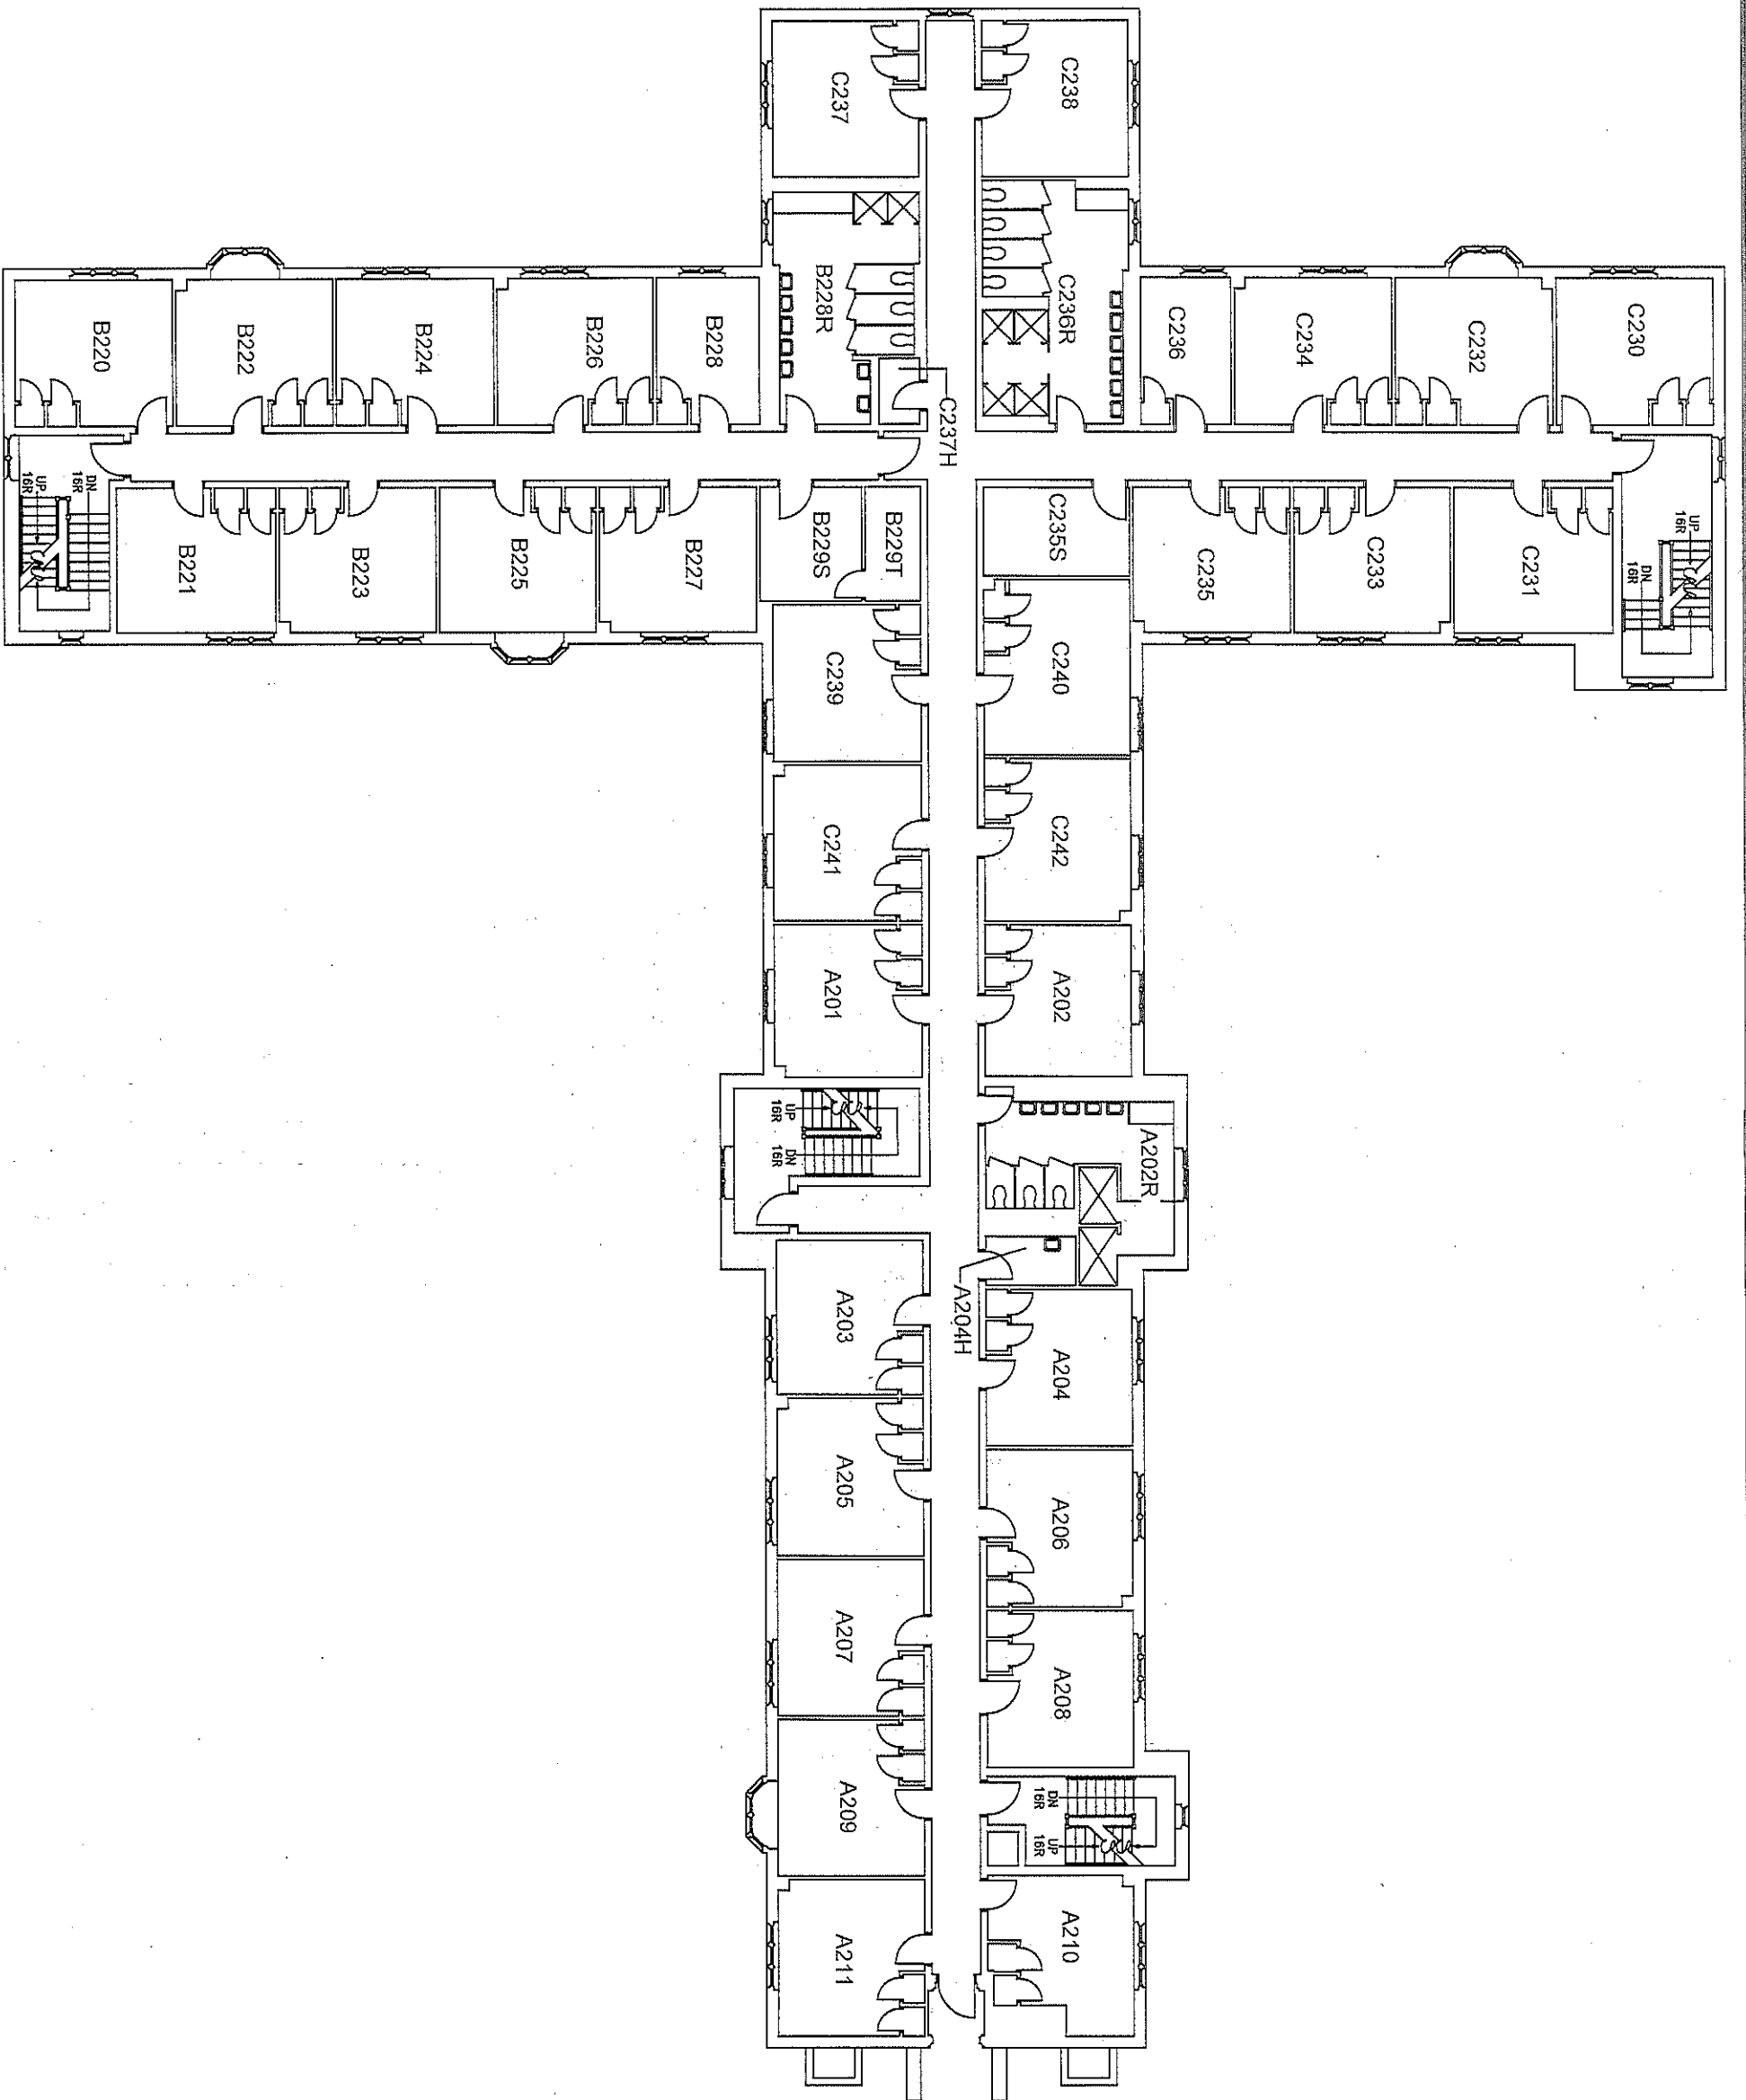 C238
C237
C236R
B228R
C237H
C230
C232
C234
C236
B228
B226
B224
B222
B220
UP
16R
DN
16R
C231
C233
C235
C235S
B229T
B229S
B227
B225
B223
B221
DN
16R
UP
16R
C240
C239
C242
C241
A202
A201
A202R
UP
16R
DN
16R
A204H
A204
A203
A206
A205
A208
A207
DN
16R
UP
16R
A209
A210
A211